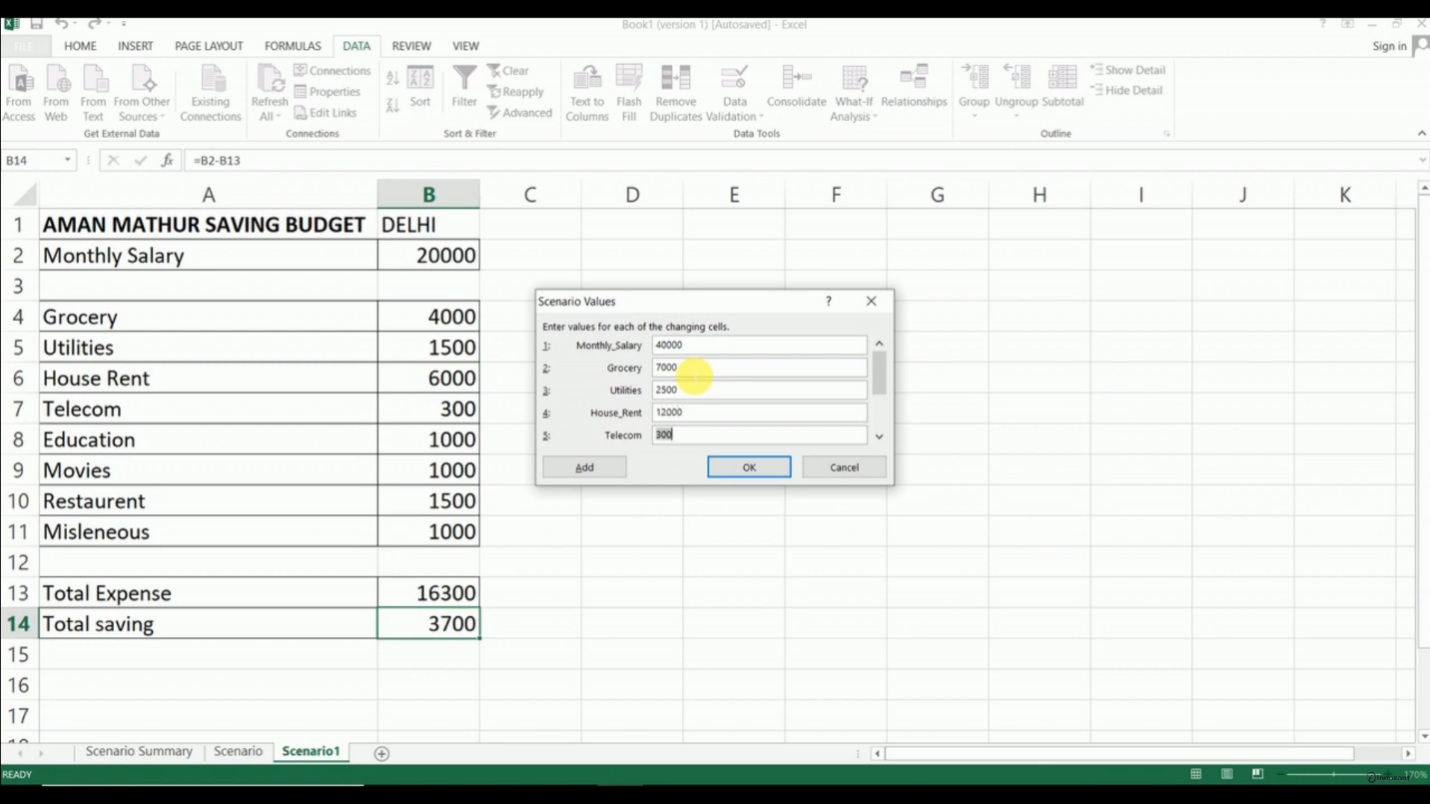 Book1 (version 1) [Autosaved] - Excel
FILE HOME INSERT PAGE LAYOUT FORMULAS DATA REVIEW VIEW Sign in
From Access
From Web
From Text
From Other Sources
Existing Connections
Get External Data
Refresh All
Connections
Properties
Edit Links
Connections
Sort
Filter
Clear
Reapply
Advanced
Sort & Filter
Text to Columns
Flash Fill
Remove Duplicates
Data Validation
Consolidate
What-If Analysis
Relationships
Data Tools
Group
Ungroup
Subtotal
Show Detail
Hide Detail
Outline
B14 fx =B2-B13
A B C D E F G H I J K
1 AMAN MATHUR SAVING BUDGET DELHI
2 Monthly Salary 20000
3
4 Grocery 4000
5 Utilities 1500
6 House Rent 6000
7 Telecom 300
8 Education 1000
9 Movies 1000
10 Restaurent 1500
11 Misleneous 1000
12
13 Total Expense 16300
14 Total saving 3700
15
16
17
Scenario Values ?
Enter values for each of the changing cells.
1: Monthly_Salary 40000
2: Grocery 7000
3: Utilities 2500
4: House_Rent 12000
5: Telecom 300
Add OK Cancel
Scenario Summary Scenario Scenario1
READY 170%